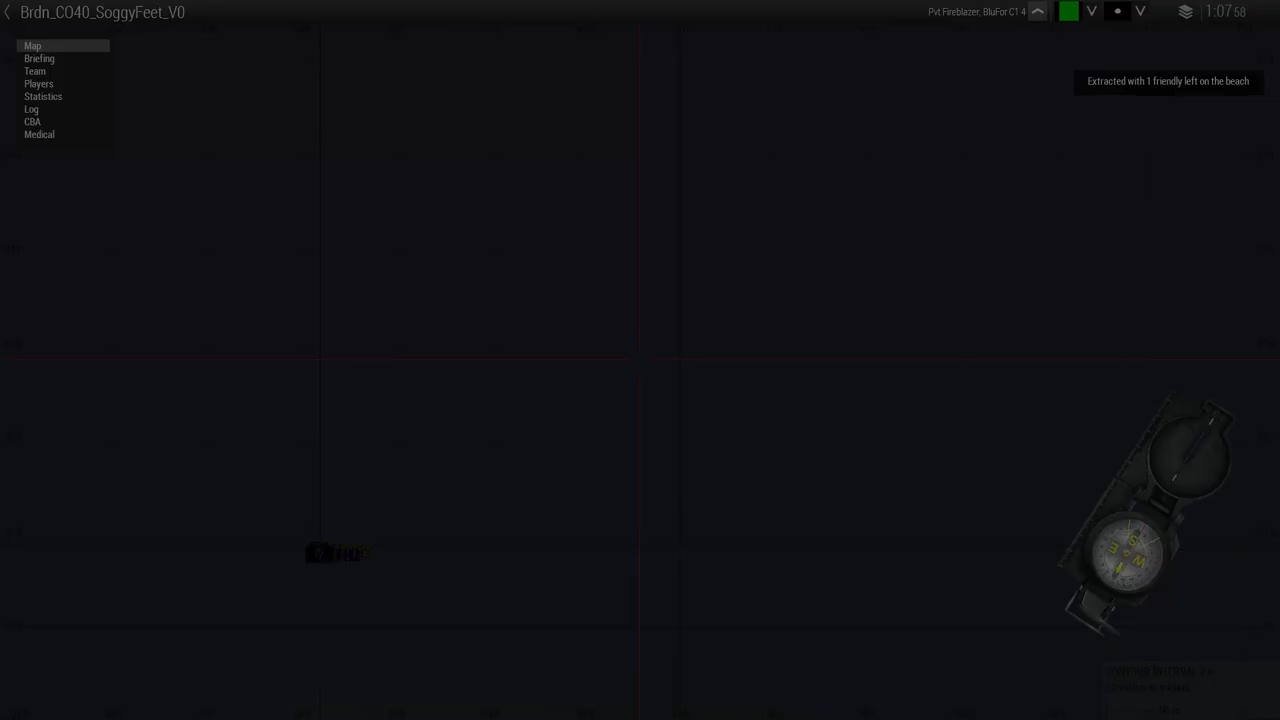 Brdn_CO40_SoggyFeet_V0
Pvt Fireblazer, BluFor C1 4
1:07 58
Map
Briefing
Team
Players
Statistics
Log
CBA
Medical
Extracted with 1 friendly left on the beach
S
E
W